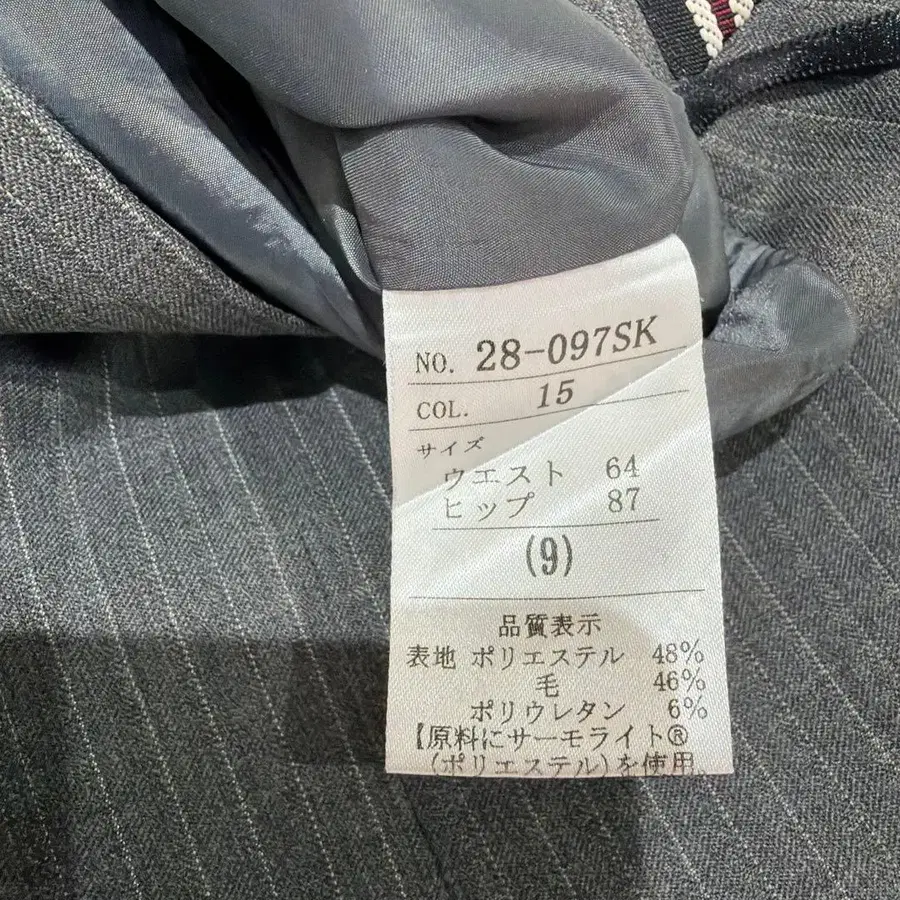 NO. 28-097SK
COL. 15
サイズ
ウエスト 64
ヒップ 87
(9)
品質表示
表地 ポリエステル 48%
毛 46%
ポリウレタン 6%
【原料にサーモライト®
(ポリエステル)を使用